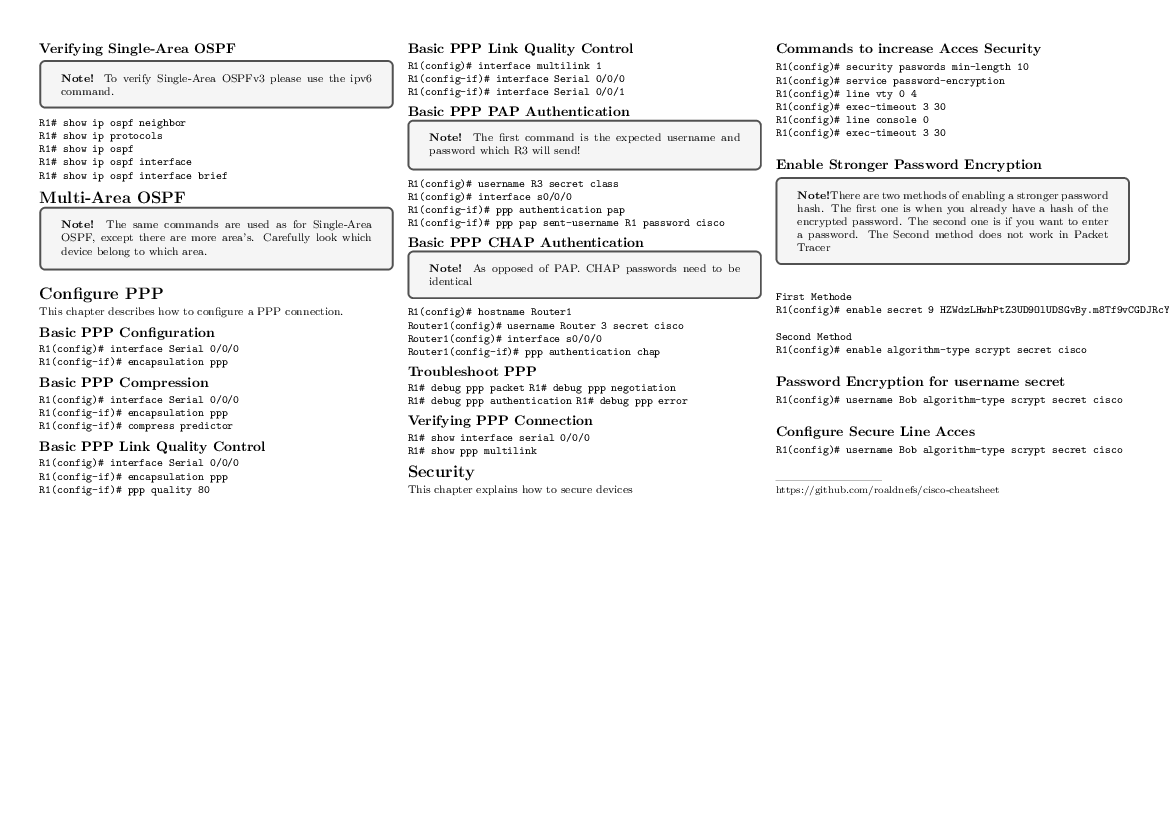 Verifying Single-Area OSPF
Note! To verify Single-Area OSPFv3 please use the ipv6
command.
R1# show ip ospf neighbor
R1# show ip protocols
R1# show ip ospf
R1# show ip ospf interface
R1# show ip ospf interface brief
Multi-Area OSPF
Note! The same commands are used as for Single-Area
OSPF, except there are more area's. Carefully look which
device belong to which area.
Configure PPP
This chapter describes how to configure a PPP connection.
Basic PPP Configuration
R1(config)# interface Serial 0/0/0
R1(config-if)# encapsulation ppp
Basic PPP Compression
R1(config)# interface Serial 0/0/0
R1(config-if)# encapsulation ppp
R1(config-if)# compress predictor
Basic PPP Link Quality Control
R1(config)# interface Serial 0/0/0
R1(config-if)# encapsulation ppp
R1(config-if)# ppp quality 80
Basic PPP Link Quality Control
R1(config)# interface multilink 1
R1(config-if)# interface Serial 0/0/0
R1(config-if)# interface Serial 0/0/1
Basic PPP PAP Authentication
Note! The first command is the expected username and
password which R3 will send!
R1(config)# username R3 secret class
R1(config)# interface s0/0/0
R1(config-if)# ppp authentication pap
R1(config-if)# ppp pap sent-username R1 password cisco
Basic PPP CHAP Authentication
Note! As opposed of PAP. CHAP passwords need to be
identical
R1(config)# hostname Router1
Router1(config)# username Router 3 secret cisco
Router1(config)# interface s0/0/0
Router1(config-if)# ppp authentication chap
Troubleshoot PPP
R1# debug ppp packet R1# debug ppp negotiation
R1# debug ppp authentication R1# debug ppp error
Verifying PPP Connection
R1# show interface serial 0/0/0
R1# show ppp multilink
Security
This chapter explains how to secure devices
Commands to increase Acces Security
R1(config)# security paswords min-length 10
R1(config)# service password-encryption
R1(config)# line vty 0 4
R1(config)# exec-timeout 3 30
R1(config)# line console 0
R1(config)# exec-timeout 3 30
Enable Stronger Password Encryption
Note!There are two methods of enabling a stronger password
hash. The first one is when you already have a hash of the
encrypted password. The second one is if you want to enter
a password. The Second method does not work in Packet
Tracer
First Methode
R1(config)# enable secret 9 HZWdzLHwhPtZ3UD9OlUDSGvBy.m8Tf9vCGDJRcY
Second Method
R1(config)# enable algorithm-type scrypt secret cisco
Password Encryption for username secret
R1(config)# username Bob algorithm-type scrypt secret cisco
Configure Secure Line Acces
R1(config)# username Bob algorithm-type scrypt secret cisco
https://github.com/roaldnefs/cisco-cheatsheet